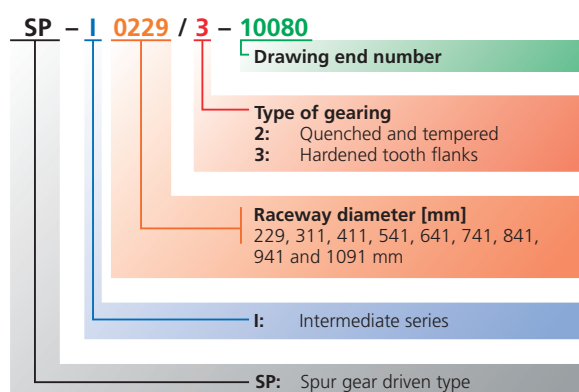 SP – I 0229 / 3 – 10080
Drawing end number
Type of gearing
2: Quenched and tempered
3: Hardened tooth flanks
Raceway diameter [mm]
229, 311, 411, 541, 641, 741, 841,
941 and 1091 mm
I: Intermediate series
SP: Spur gear driven type